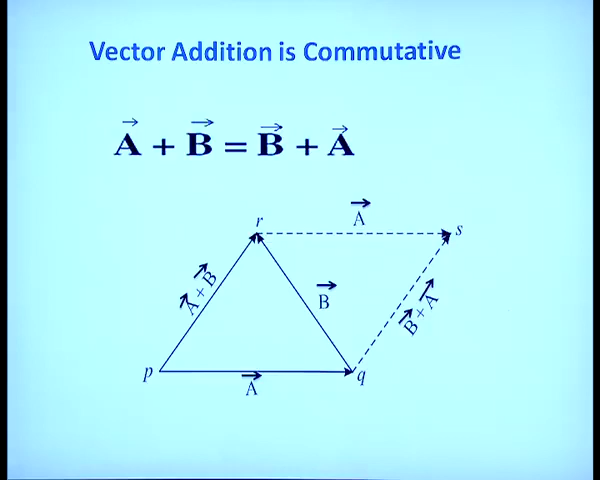 Vector Addition is Commutative
A⃗ + B⃗ = B⃗ + A⃗
A⃗
r
s
A⃗ + B⃗
B⃗
B⃗ + A⃗
p
q
A⃗